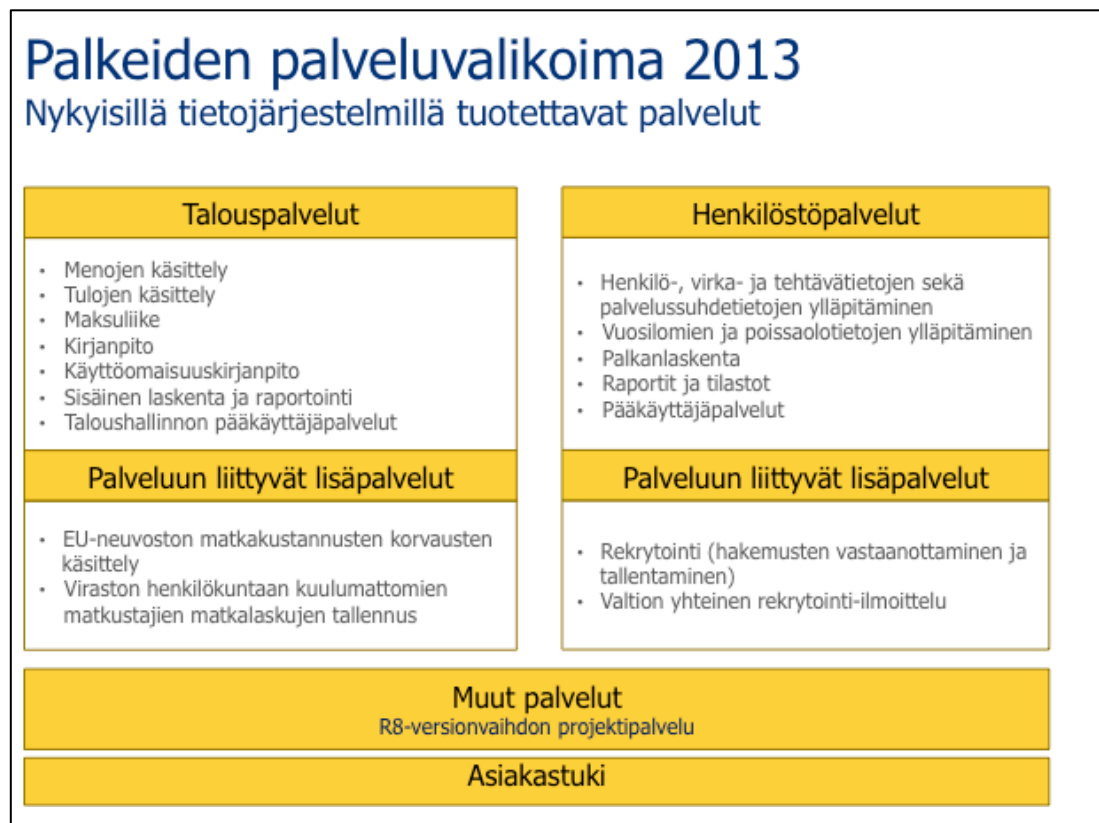 Palkeiden palveluvalikoima 2013
Nykyisillä tietojärjestelmillä tuotettavat palvelut
Talouspalvelut
• Menojen käsittely
• Tulojen käsittely
• Maksuliike
• Kirjanpito
• Käyttöomaisuuskirjanpito
• Sisäinen laskenta ja raportointi
• Taloushallinnon pääkäyttäjäpalvelut
Palveluun liittyvät lisäpalvelut
• EU-neuvoston matkakustannusten korvausten
käsittely
• Viraston henkilökuntaan kuulumattomien
matkustajien matkalaskujen tallennus
Henkilöstöpalvelut
• Henkilö-, virka- ja tehtävätietojen sekä
palvelussuhdetietojen ylläpitäminen
• Vuosilomien ja poissaolotietojen ylläpitäminen
• Palkanlaskenta
• Raportit ja tilastot
• Pääkäyttäjäpalvelut
Palveluun liittyvät lisäpalvelut
• Rekrytointi (hakemusten vastaanottaminen ja
tallentaminen)
• Valtion yhteinen rekrytointi-ilmoittelu
Muut palvelut
R8-versionvaihdon projektipalvelu
Asiakastuki